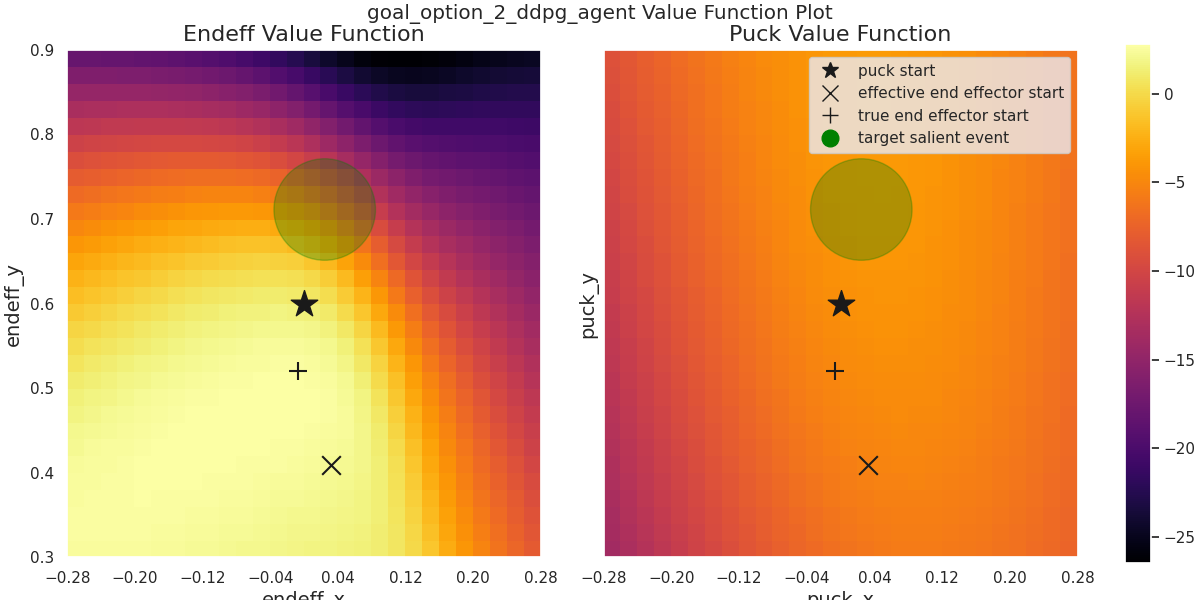 goal_option_2_ddpg_agent Value Function Plot
Endeff Value Function
Puck Value Function
puck start
effective end effector start
true end effector start
target salient event
endeff_y
0.9
0.8
0.7
0.6
0.5
0.4
0.3
−0.28 −0.20 −0.12 −0.04 0.04 0.12 0.20 0.28
endeff_x
puck_y
−0.28 −0.20 −0.12 −0.04 0.04 0.12 0.20 0.28
puck_x
0
−5
−10
−15
−20
−25